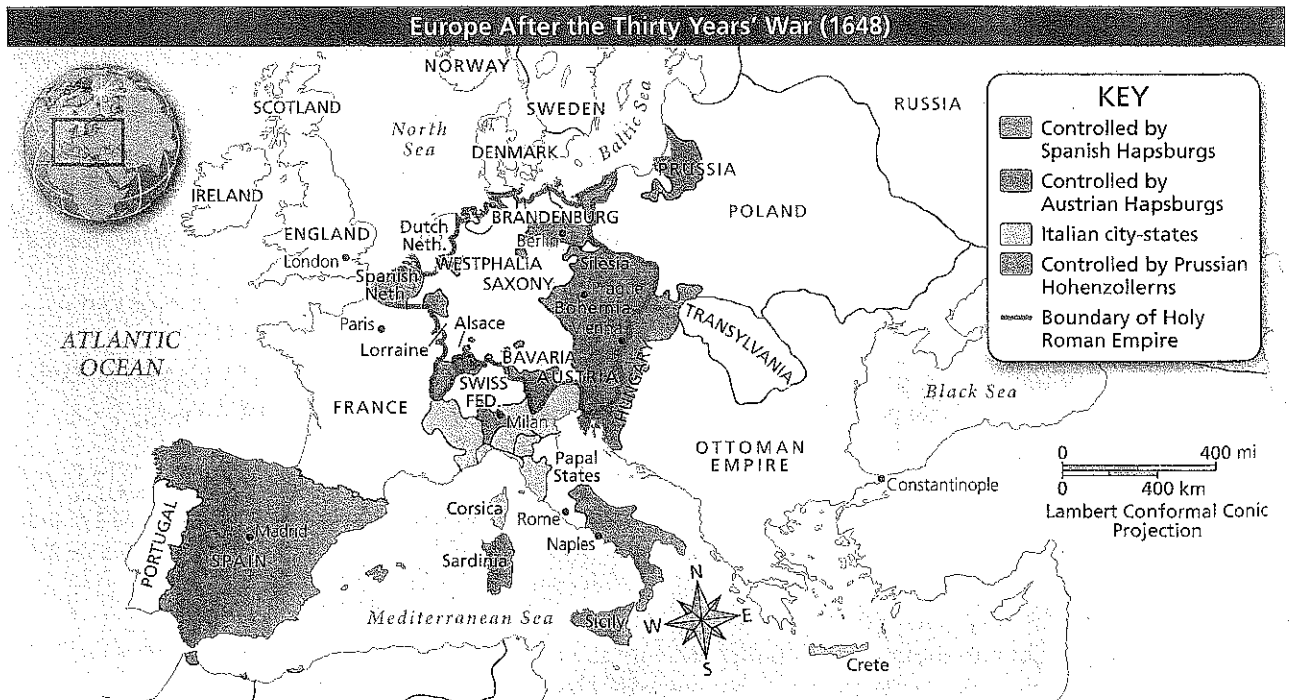 Europe After the Thirty Years' War (1648)
NORWAY
SCOTLAND
SWEDEN
RUSSIA
North
Sea
Baltic Sea
DENMARK
PRUSSIA
IRELAND
POLAND
ENGLAND
London
Dutch
Neth.
BRANDENBURG
Berlin
WESTPHALIA
SAXONY
Silesia
Spanish
Neth.
Prague
Bohemia
Vienna
Paris
Alsace
Lorraine
BAVARIA
AUSTRIA
HUNGARY
TRANSYLVANIA
ATLANTIC
OCEAN
FRANCE
SWISS
FED.
Milan
Black Sea
OTTOMAN
EMPIRE
Papal
States
Constantinople
Corsica
Rome
Naples
PORTUGAL
Madrid
SPAIN
Sardinia
Mediterranean Sea
Sicily
Crete
N
W
E
S
KEY
Controlled by
Spanish Hapsburgs
Controlled by
Austrian Hapsburgs
Italian city-states
Controlled by Prussian
Hohenzollerns
Boundary of Holy
Roman Empire
0 400 mi
0 400 km
Lambert Conformal Conic
Projection